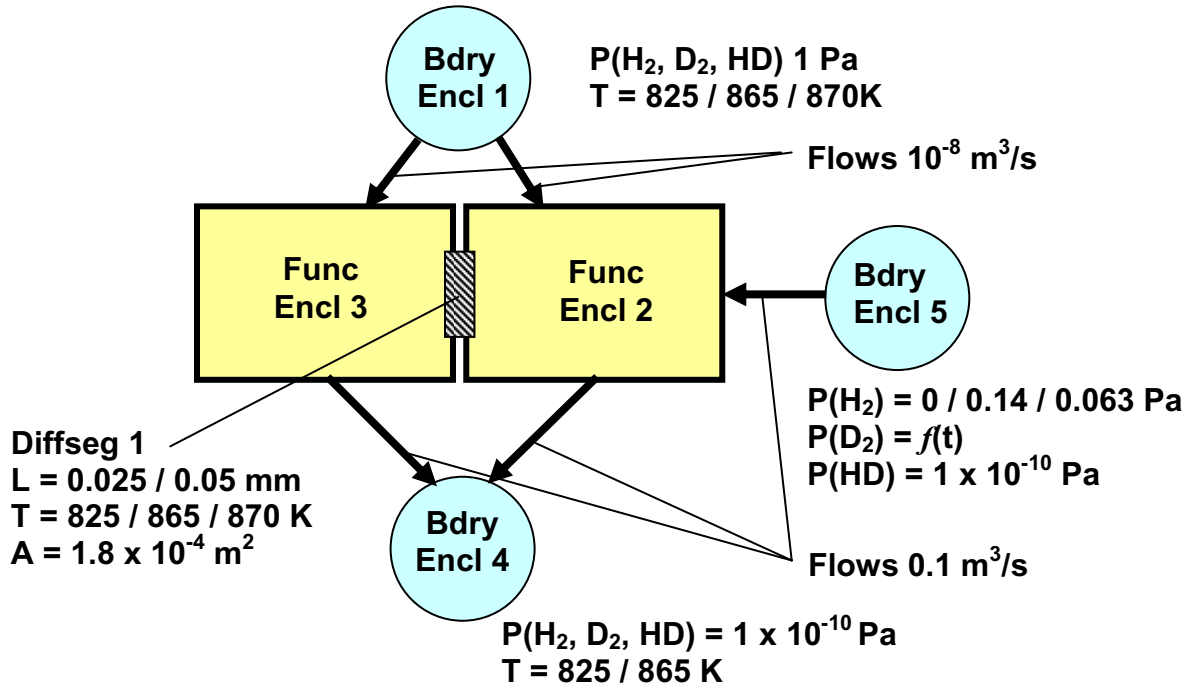 Bdry
Encl 1
P(H₂, D₂, HD) 1 Pa
T = 825 / 865 / 870K
Flows 10⁻⁸ m³/s
Func
Encl 3
Func
Encl 2
Bdry
Encl 5
P(H₂) = 0 / 0.14 / 0.063 Pa
P(D₂) = f(t)
P(HD) = 1 x 10⁻¹⁰ Pa
Diffseg 1
L = 0.025 / 0.05 mm
T = 825 / 865 / 870 K
A = 1.8 x 10⁻⁴ m²
Bdry
Encl 4
Flows 0.1 m³/s
P(H₂, D₂, HD) = 1 x 10⁻¹⁰ Pa
T = 825 / 865 K